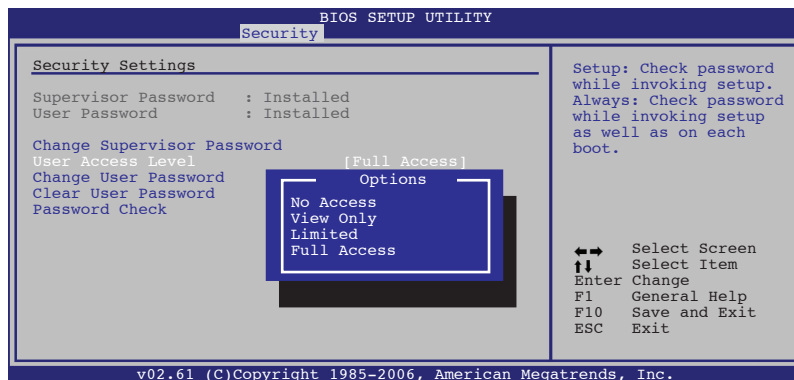 BIOS SETUP UTILITY
Security
Security Settings
Supervisor Password : Installed
User Password : Installed
Change Supervisor Password
User Access Level [Full Access]
Change User Password
Clear User Password
Password Check
Options
No Access
View Only
Limited
Full Access
Setup: Check password
while invoking setup.
Always: Check password
while invoking setup
as well as on each
boot.
←→ Select Screen
↑↓ Select Item
Enter Change
F1 General Help
F10 Save and Exit
ESC Exit
v02.61 (C)Copyright 1985-2006, American Megatrends, Inc.